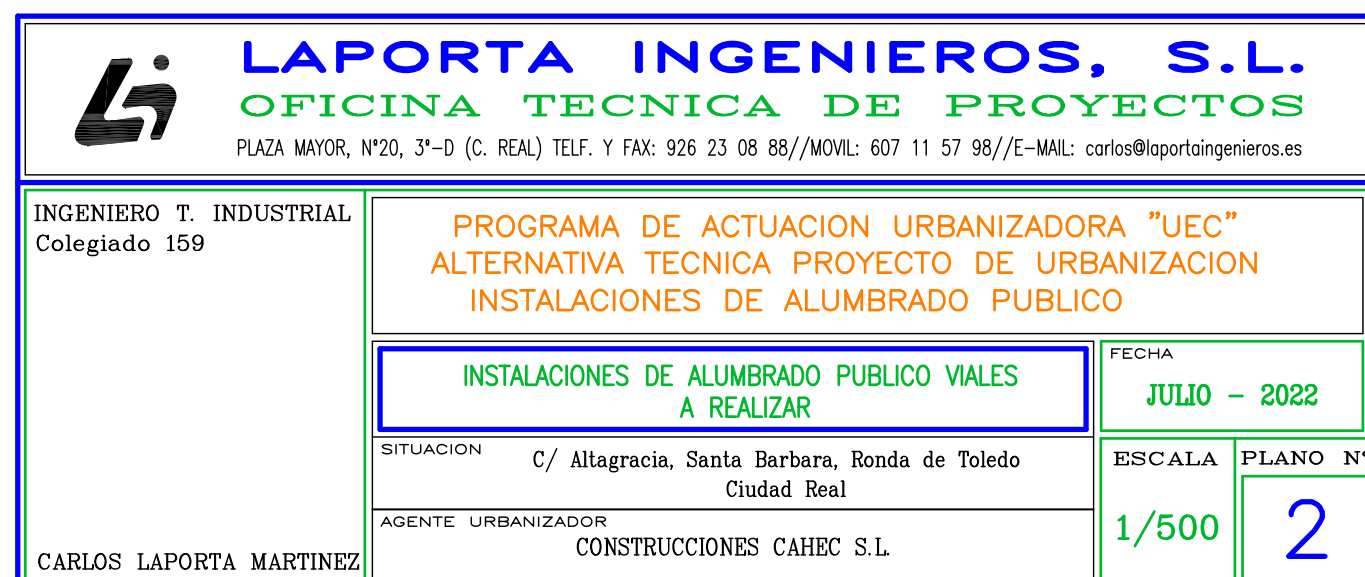 LAPORTA INGENIEROS, S.L.
OFICINA TECNICA DE PROYECTOS
PLAZA MAYOR, Nº20, 3º-D (C. REAL) TELF. Y FAX: 926 23 08 88//MOVIL: 607 11 57 98//E-MAIL: carlos@laportaingenieros.es
INGENIERO T. INDUSTRIAL
Colegiado 159
CARLOS LAPORTA MARTINEZ
PROGRAMA DE ACTUACION URBANIZADORA "UEC"
ALTERNATIVA TECNICA PROYECTO DE URBANIZACION
INSTALACIONES DE ALUMBRADO PUBLICO
INSTALACIONES DE ALUMBRADO PUBLICO VIALES
A REALIZAR
FECHA
JULIO - 2022
SITUACION
C/ Altagracia, Santa Barbara, Ronda de Toledo
Ciudad Real
AGENTE URBANIZADOR
CONSTRUCCIONES CAHEC S.L.
ESCALA
1/500
PLANO Nº
2